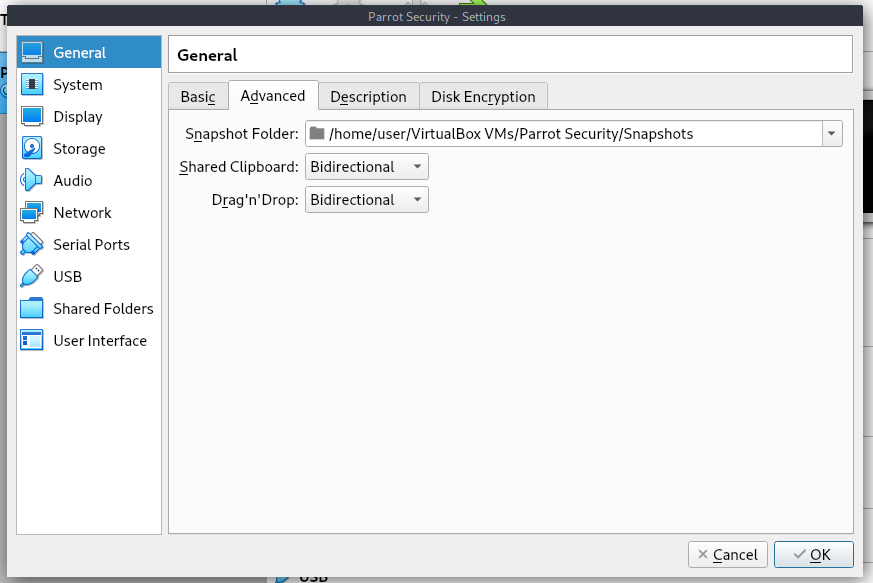 Parrot Security - Settings
General
System
Display
Storage
Audio
Network
Serial Ports
USB
Shared Folders
User Interface
General
Basic Advanced Description Disk Encryption
Snapshot Folder: /home/user/VirtualBox VMs/Parrot Security/Snapshots
Shared Clipboard: Bidirectional
Drag'n'Drop: Bidirectional
Cancel OK
USB